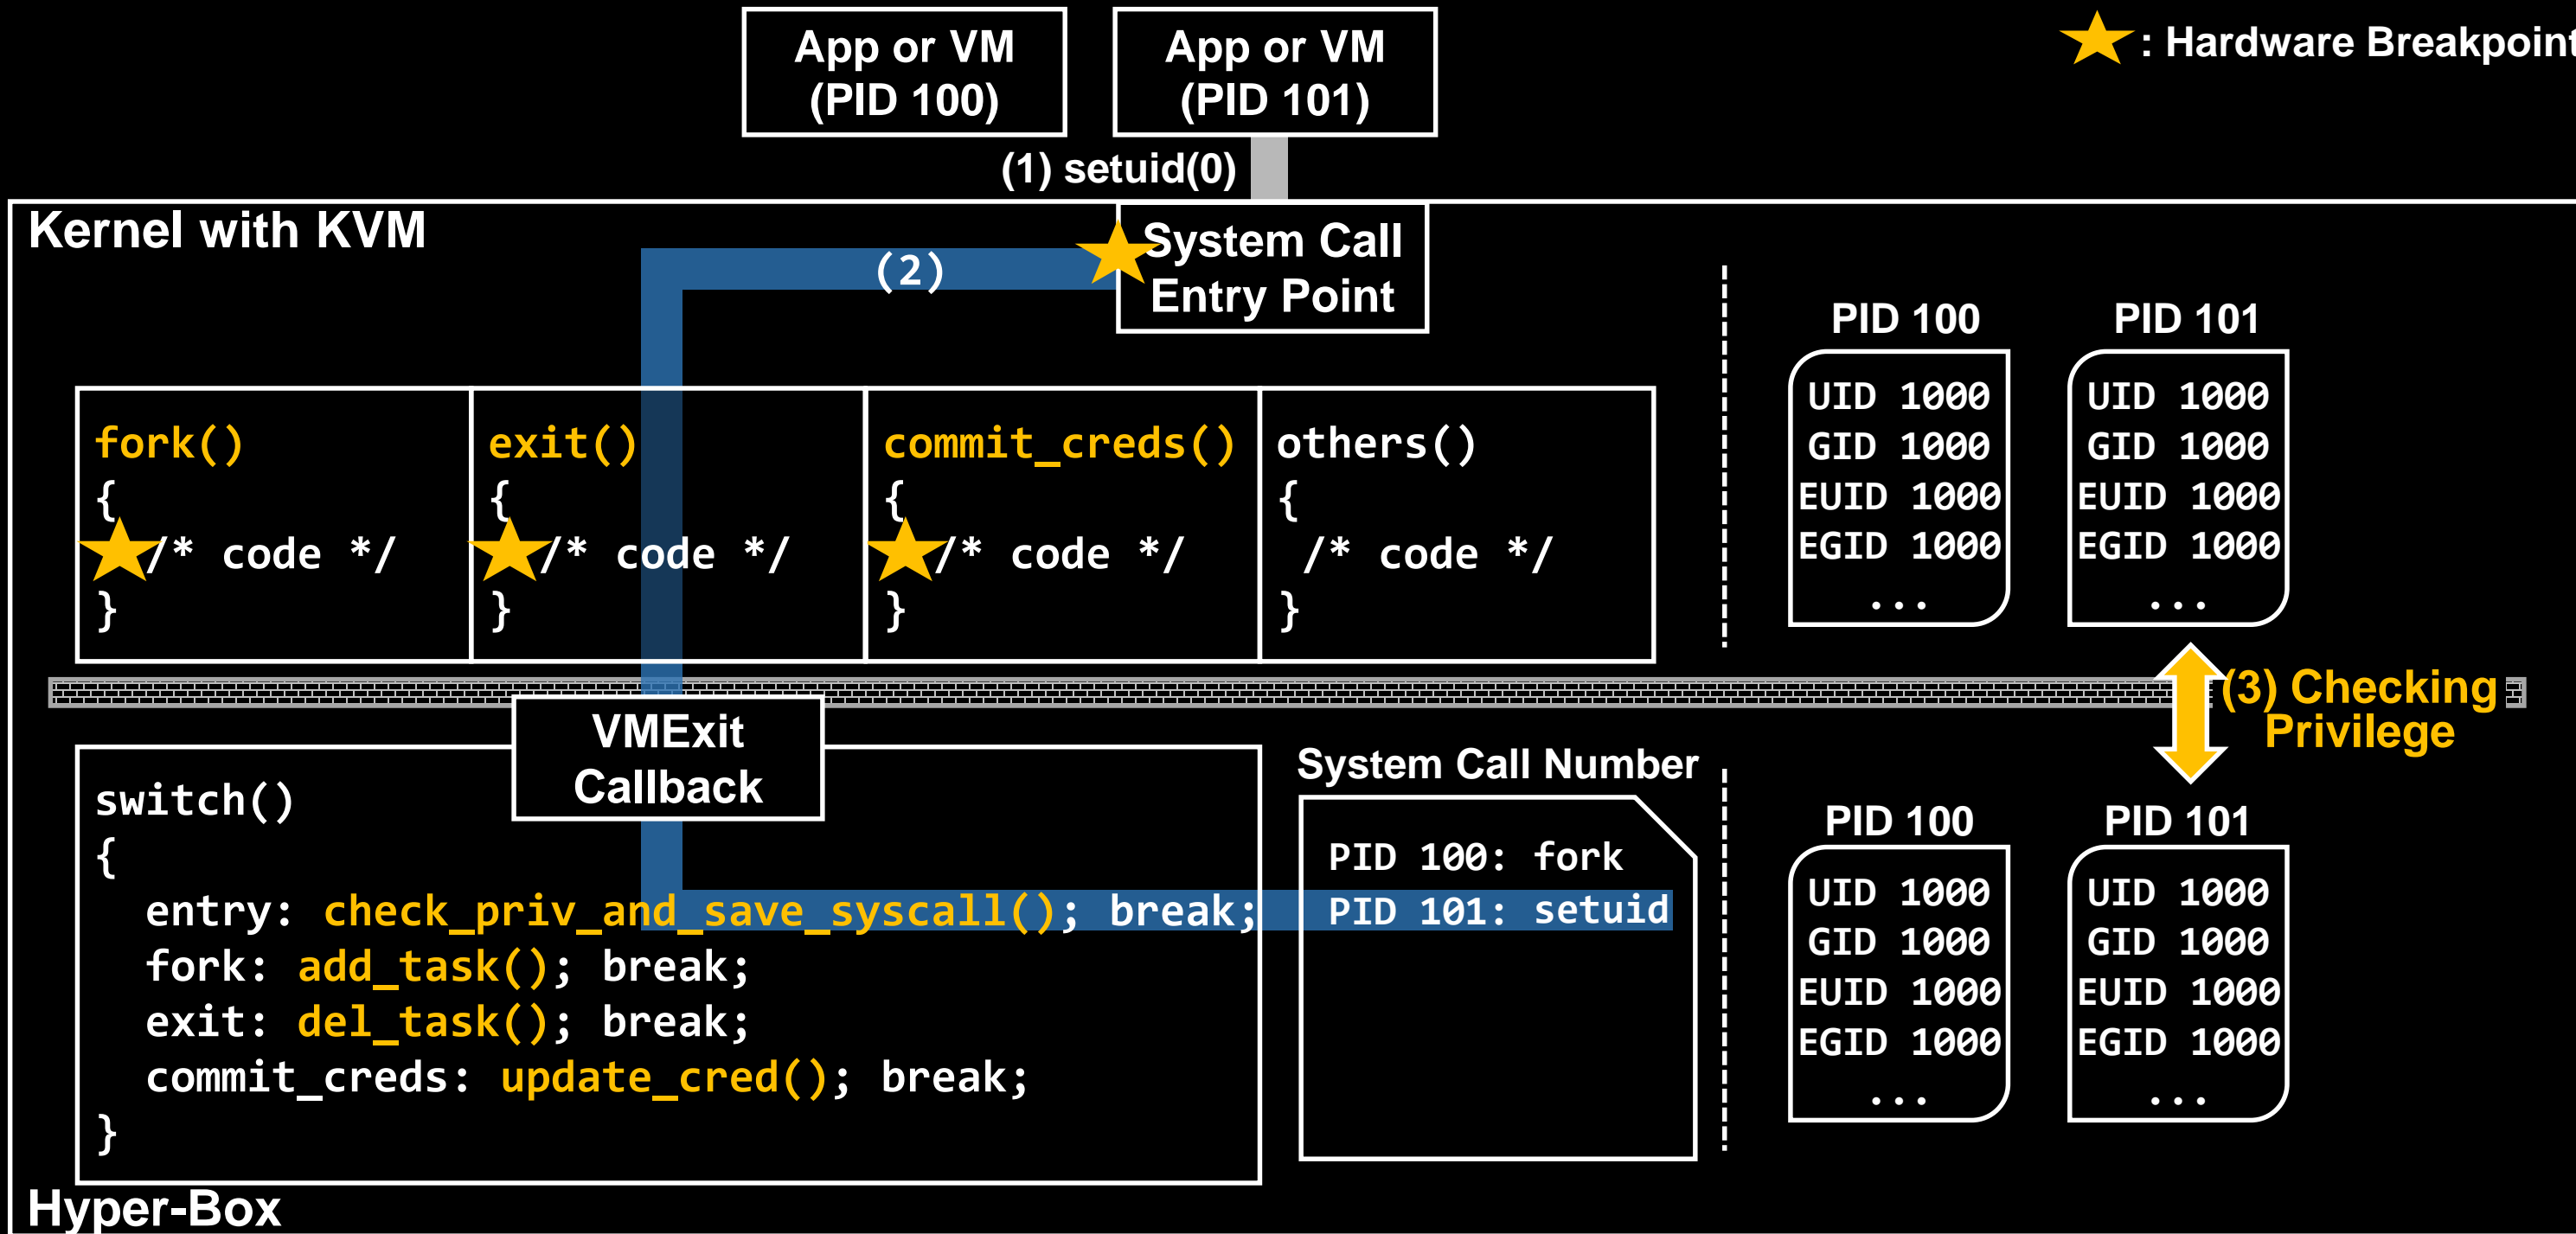 App or VM
(PID 100)
App or VM
(PID 101)
: Hardware Breakpoint
(1) setuid(0)
Kernel with KVM
System Call
Entry Point
(2)
fork()
{
/* code */
}
exit()
{
/* code */
}
commit_creds()
{
/* code */
}
others()
{
/* code */
}
PID 100
UID 1000
GID 1000
EUID 1000
EGID 1000
...
PID 101
UID 1000
GID 1000
EUID 1000
EGID 1000
...
(3) Checking
Privilege
VMExit
Callback
switch()
{
entry: check_priv_and_save_syscall(); break;
fork: add_task(); break;
exit: del_task(); break;
commit_creds: update_cred(); break;
}
System Call Number
PID 100: fork
PID 101: setuid
PID 100
UID 1000
GID 1000
EUID 1000
EGID 1000
...
PID 101
UID 1000
GID 1000
EUID 1000
EGID 1000
...
Hyper-Box